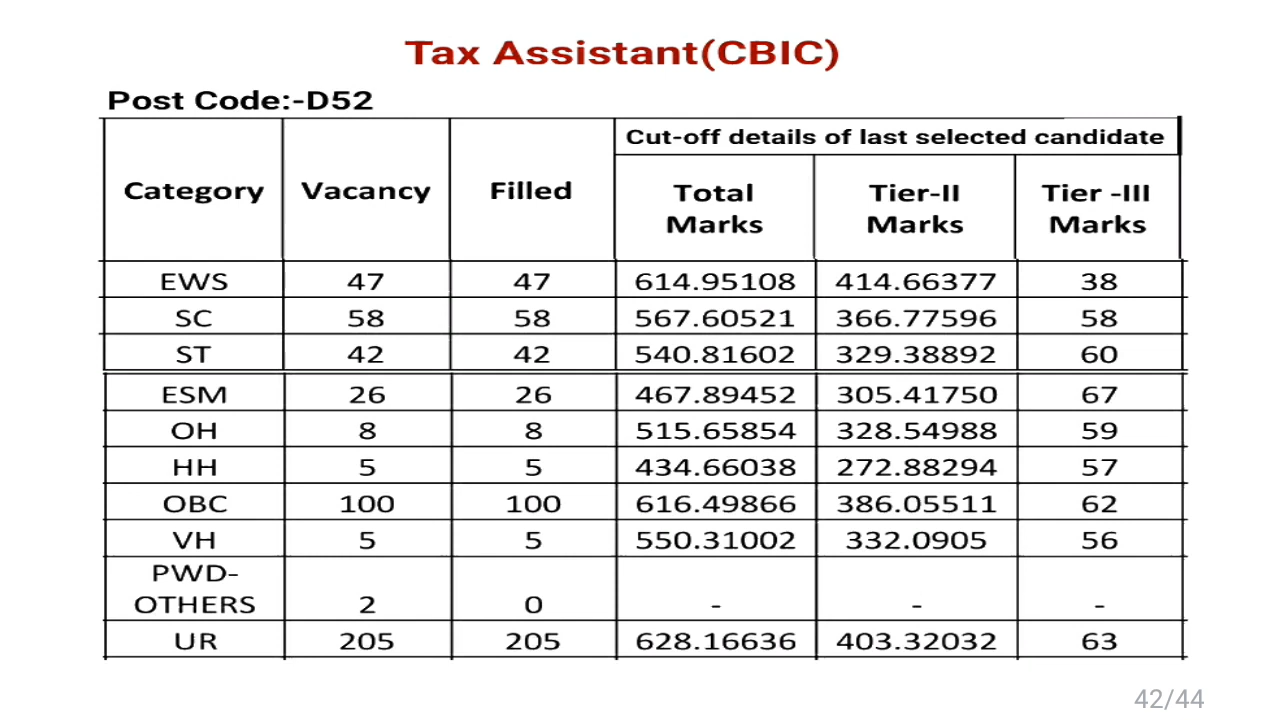 Tax Assistant(CBIC)
Post Code:-D52
Cut-off details of last selected candidate
Category Vacancy Filled Total Marks Tier-II Marks Tier -III Marks
EWS 47 47 614.95108 414.66377 38
SC 58 58 567.60521 366.77596 58
ST 42 42 540.81602 329.38892 60
ESM 26 26 467.89452 305.41750 67
OH 8 8 515.65854 328.54988 59
HH 5 5 434.66038 272.88294 57
OBC 100 100 616.49866 386.05511 62
VH 5 5 550.31002 332.0905 56
PWD-
OTHERS 2 0 - - -
UR 205 205 628.16636 403.32032 63
42/44